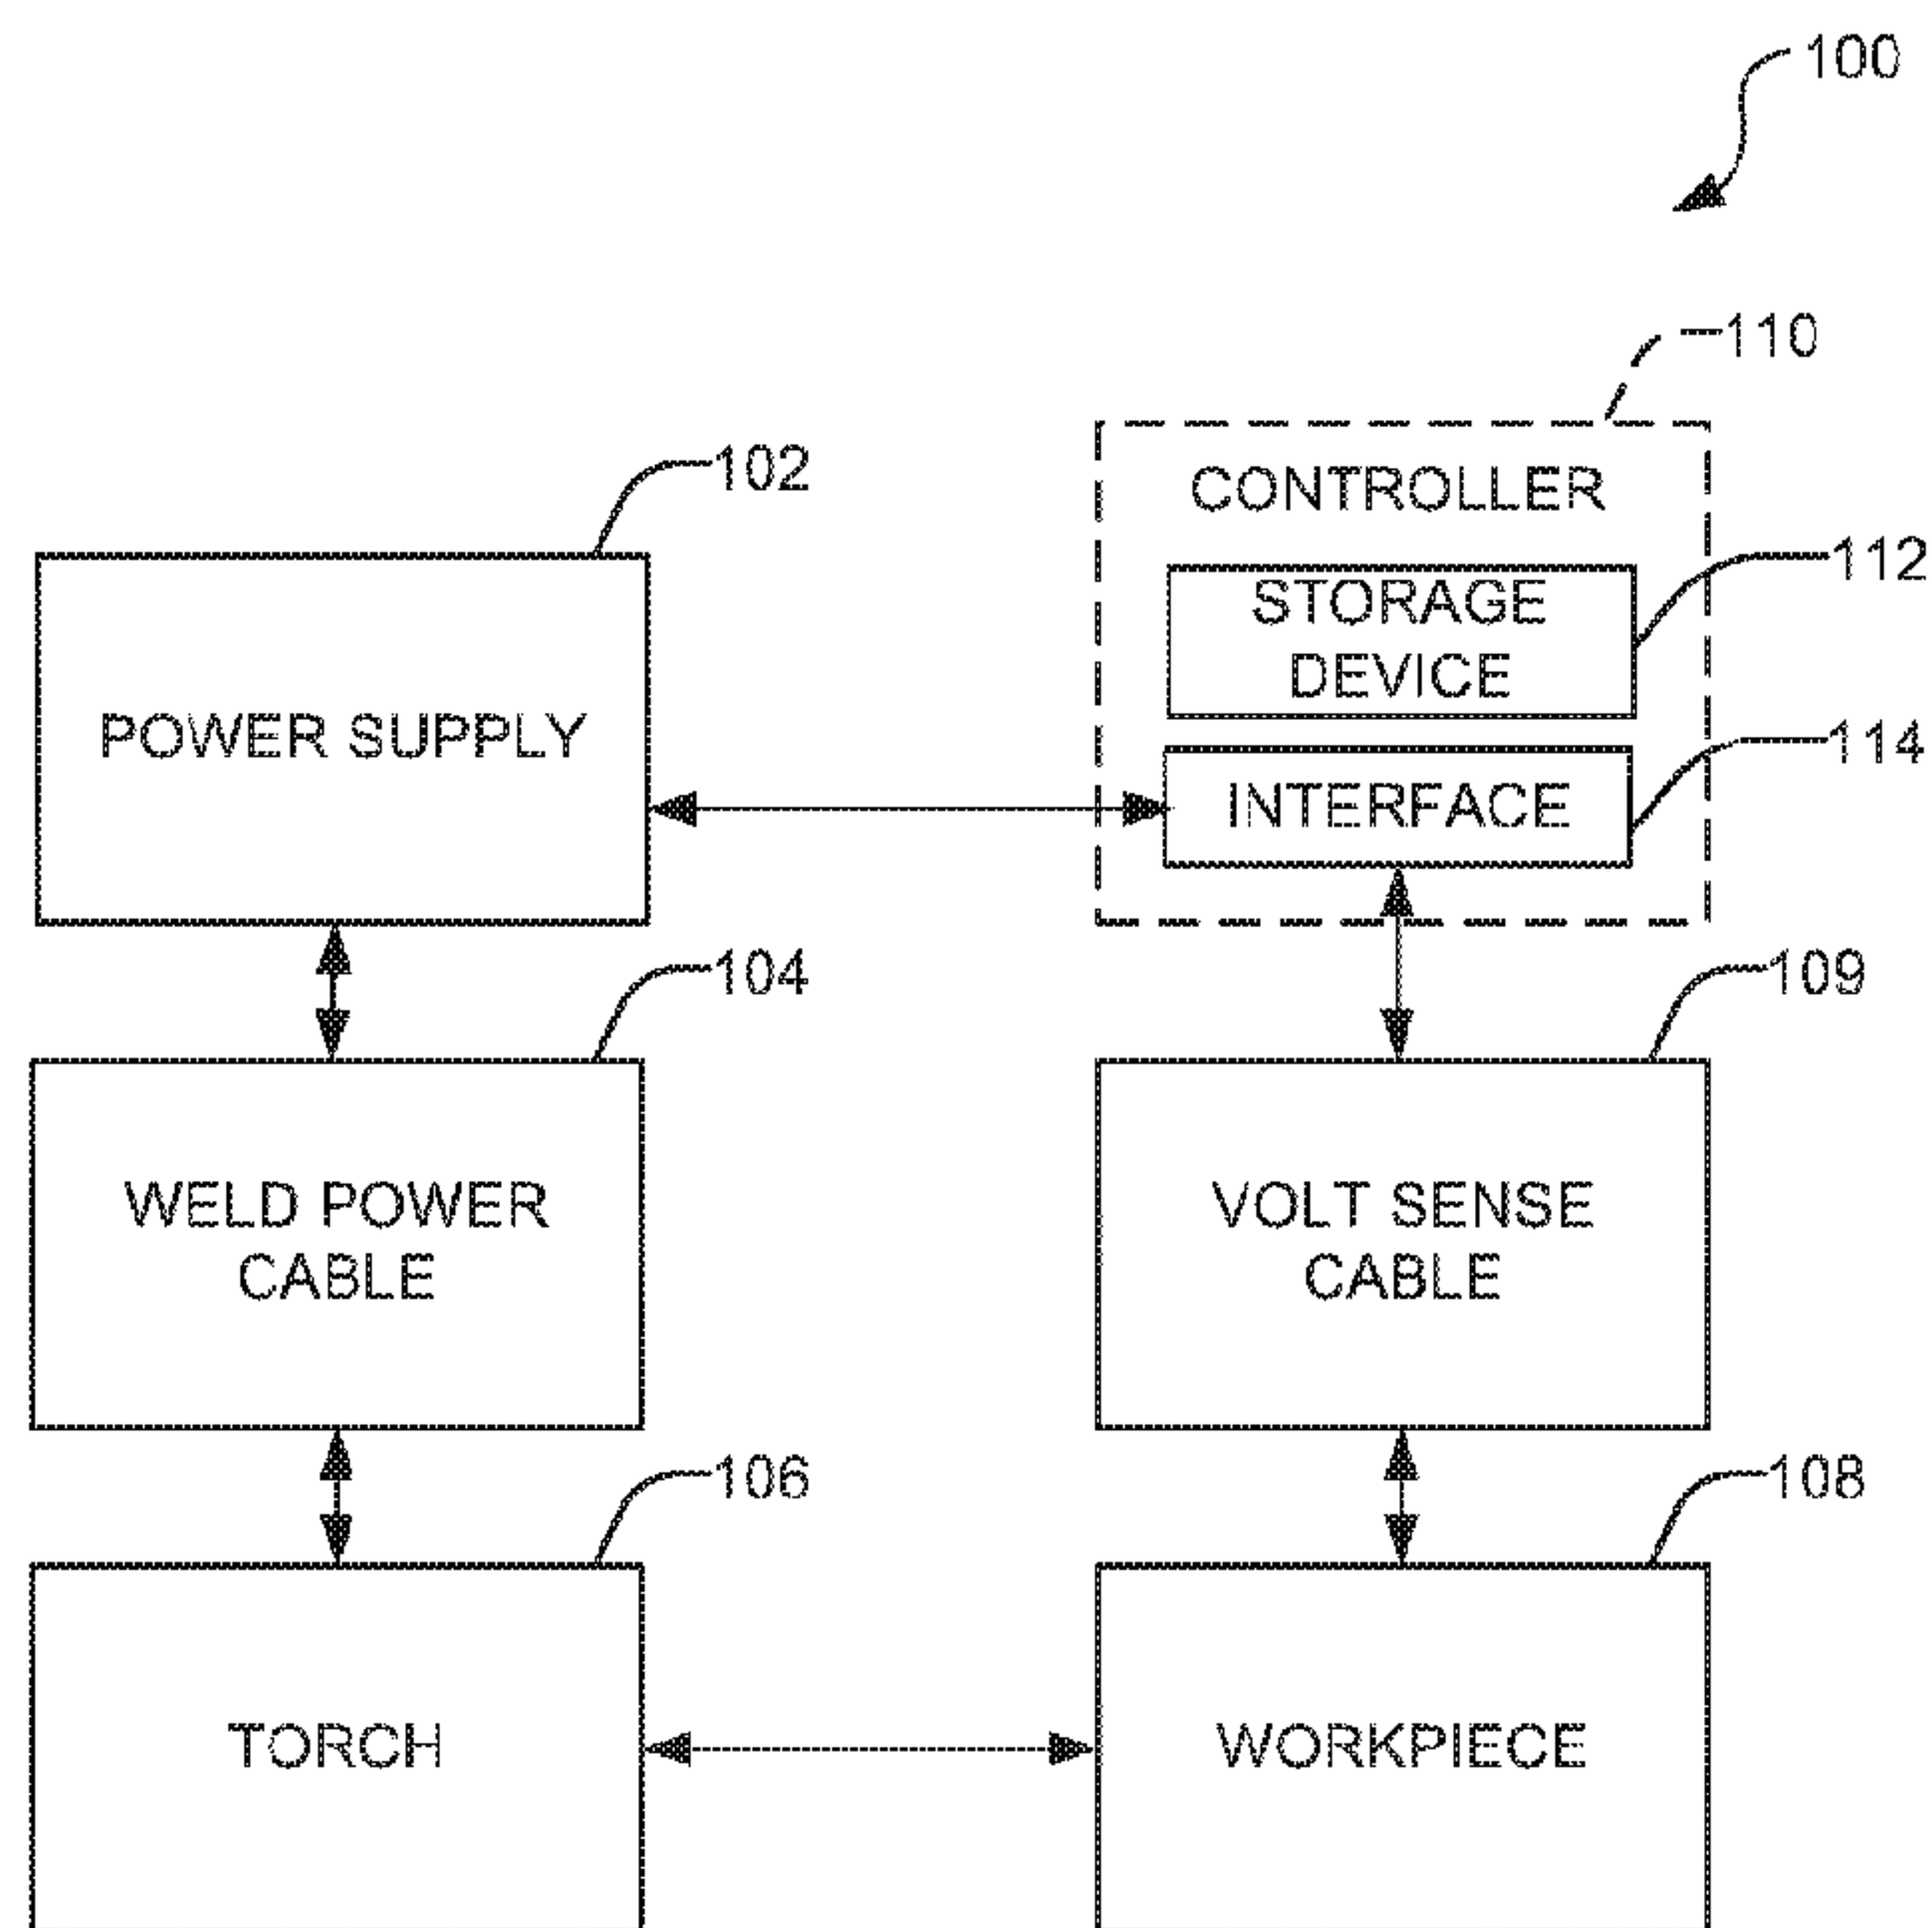 100
110
102
CONTROLLER
112
STORAGE
DEVICE
POWER SUPPLY
114
INTERFACE
104
109
WELD POWER
CABLE
VOLT SENSE
CABLE
106
108
TORCH
WORKPIECE